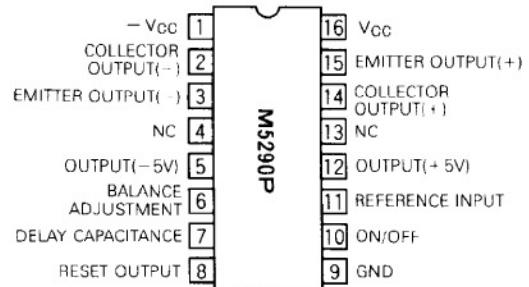 − Vcc 1
COLLECTOR
OUTPUT(−) 2
EMITTER OUTPUT(−) 3
NC 4
OUTPUT(−5V) 5
BALANCE
ADJUSTMENT 6
DELAY CAPACITANCE 7
RESET OUTPUT 8
M5290P
16 Vcc
15 EMITTER OUTPUT(+)
14 COLLECTOR
OUTPUT(+)
13 NC
12 OUTPUT(+5V)
11 REFERENCE INPUT
10 ON/OFF
9 GND